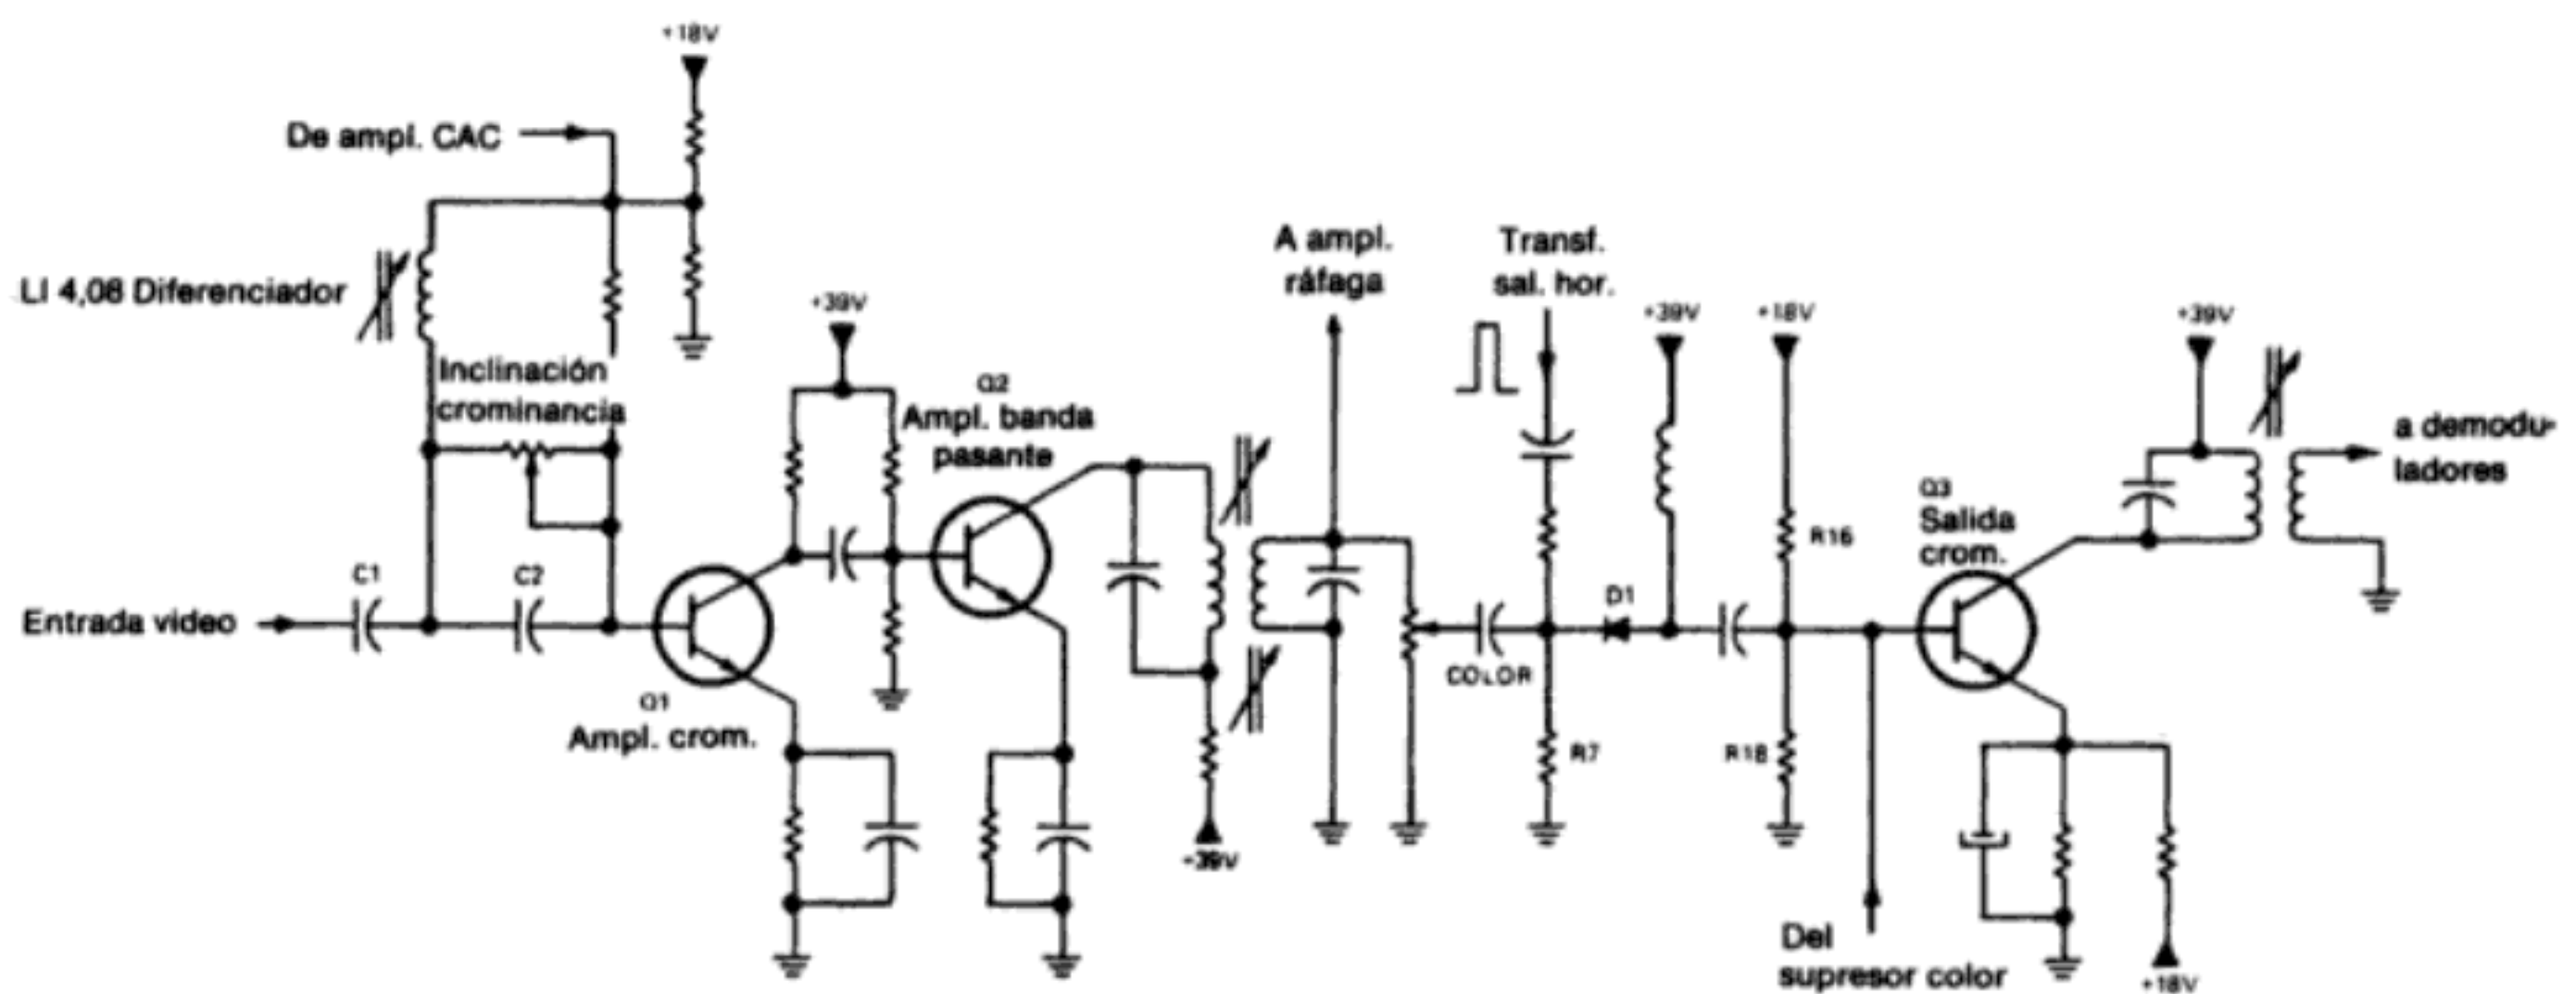 +18V
De ampl. CAC
LI 4,08 Diferenciador
Inclinación
crominancia
C1
C2
Entrada video
Q1
Ampl. crom.
+39V
Q2
Ampl. banda
pasante
-39V
A ampl.
ráfaga
Transf.
sal. hor.
COLOR
D1
R7
+39V
+18V
R16
R18
Del
supresor color
Q3
Salida
crom.
+39V
a demodu-
ladores
+18V